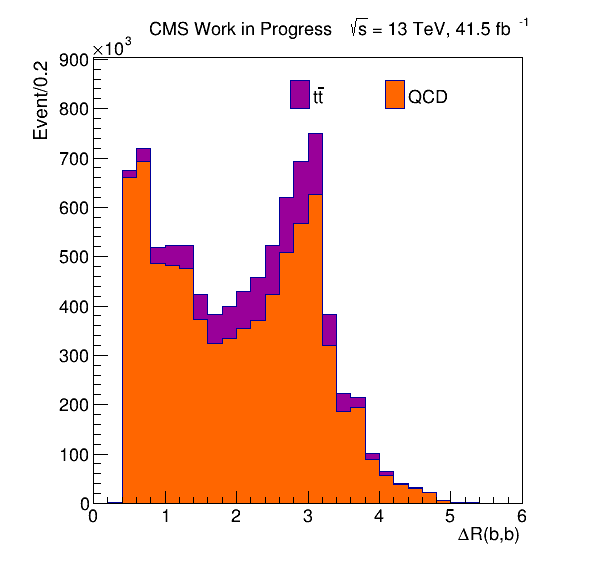 CMS Work in Progress √s = 13 TeV, 41.5 fb⁻¹
×10³
Event/0.2
900
800
700
600
500
400
300
200
100
0
tt̄
QCD
0 1 2 3 4 5 6
ΔR(b,b)